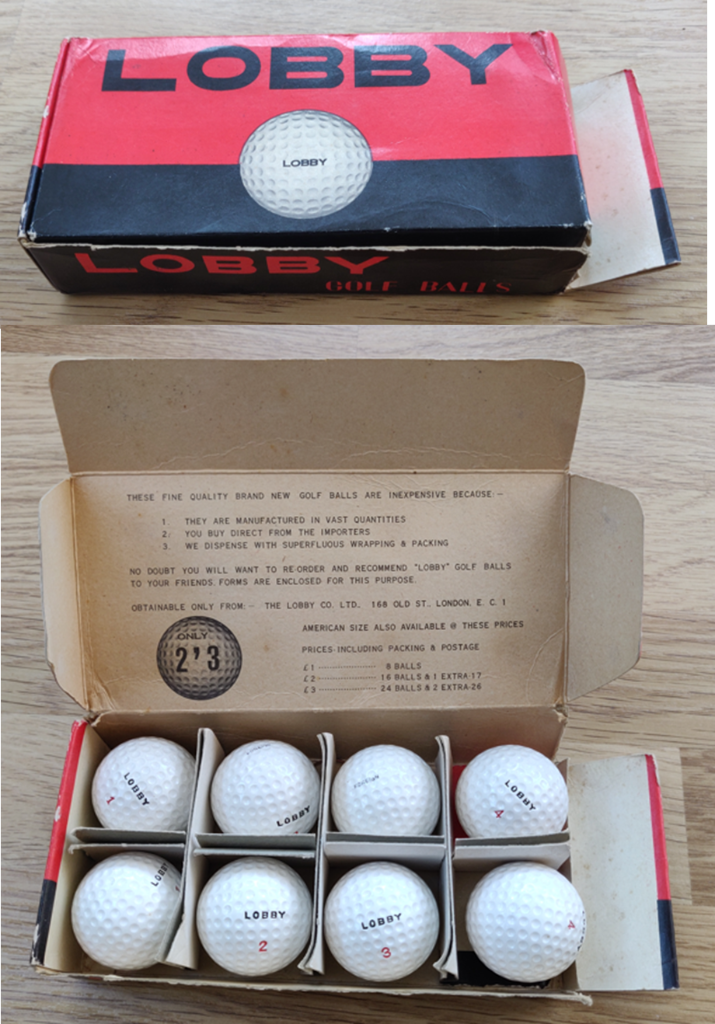 LOBBY
LOBBY
LOBBY
GOLF BALLS
THESE FINE QUALITY BRAND NEW GOLF BALLS ARE INEXPENSIVE BECAUSE:-
1 THEY ARE MANUFACTURED IN VAST QUANTITIES
2. YOU BUY DIRECT FROM THE IMPORTERS
3. WE DISPENSE WITH SUPERFLUOUS WRAPPING & PACKING
NO DOUBT YOU WILL WANT TO RE-ORDER AND RECOMMEND "LOBBY" GOLF BALLS
TO YOUR FRIENDS. FORMS ARE ENCLOSED FOR THIS PURPOSE.
OBTAINABLE ONLY FROM:- THE LOBBY CO. LTD., 168 OLD ST., LONDON, E. C. 1
ONLY
2'3
AMERICAN SIZE ALSO AVAILABLE @ THESE PRICES
PRICES-INCLUDING PACKING & POSTAGE
£1 ------------ 8 BALLS
£2 ------------ 16 BALLS & 1 EXTRA-17
£3 ------------ 24 BALLS & 2 EXTRA-26
LOBBY
1
LOBBY
LOBBY
4
LOBBY
LOBBY
2
LOBBY
3
4